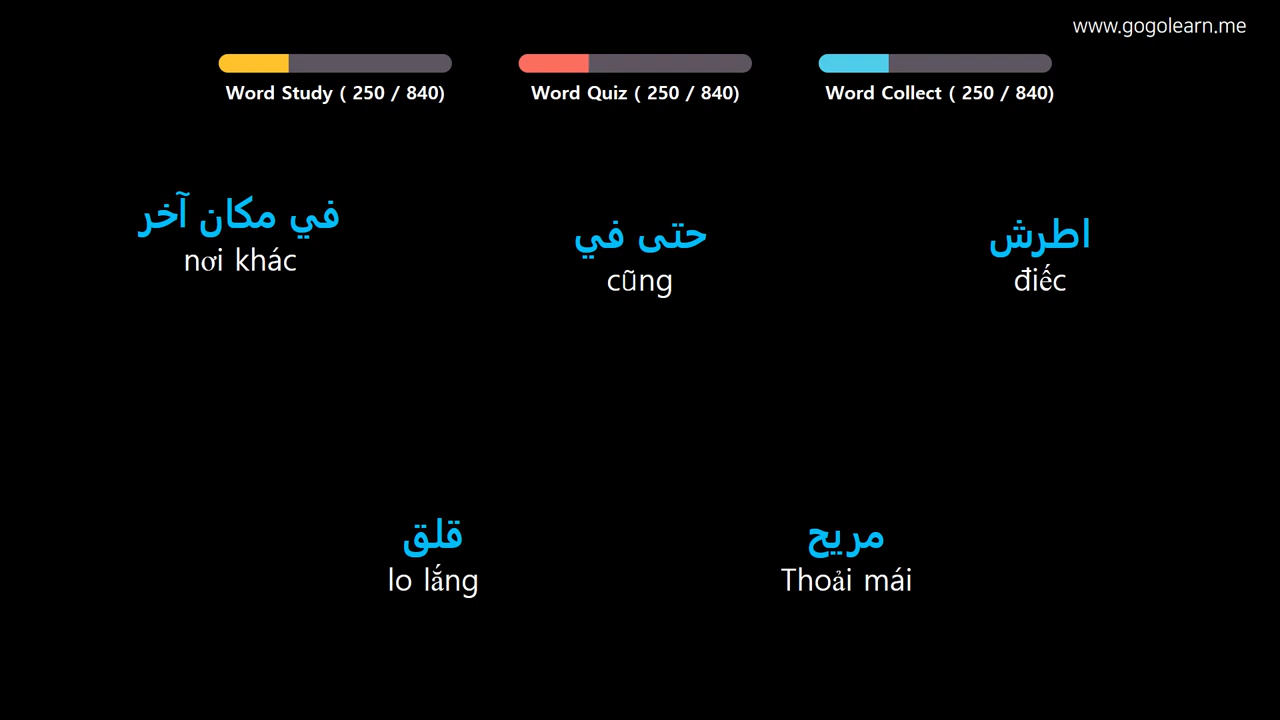 www.gogolearn.me
Word Study ( 250 / 840)
Word Quiz ( 250 / 840)
Word Collect ( 250 / 840)
في مكان آخر
nơi khác
حتى في
cũng
اطرش
điếc
قلق
lo lắng
مريح
Thoải mái